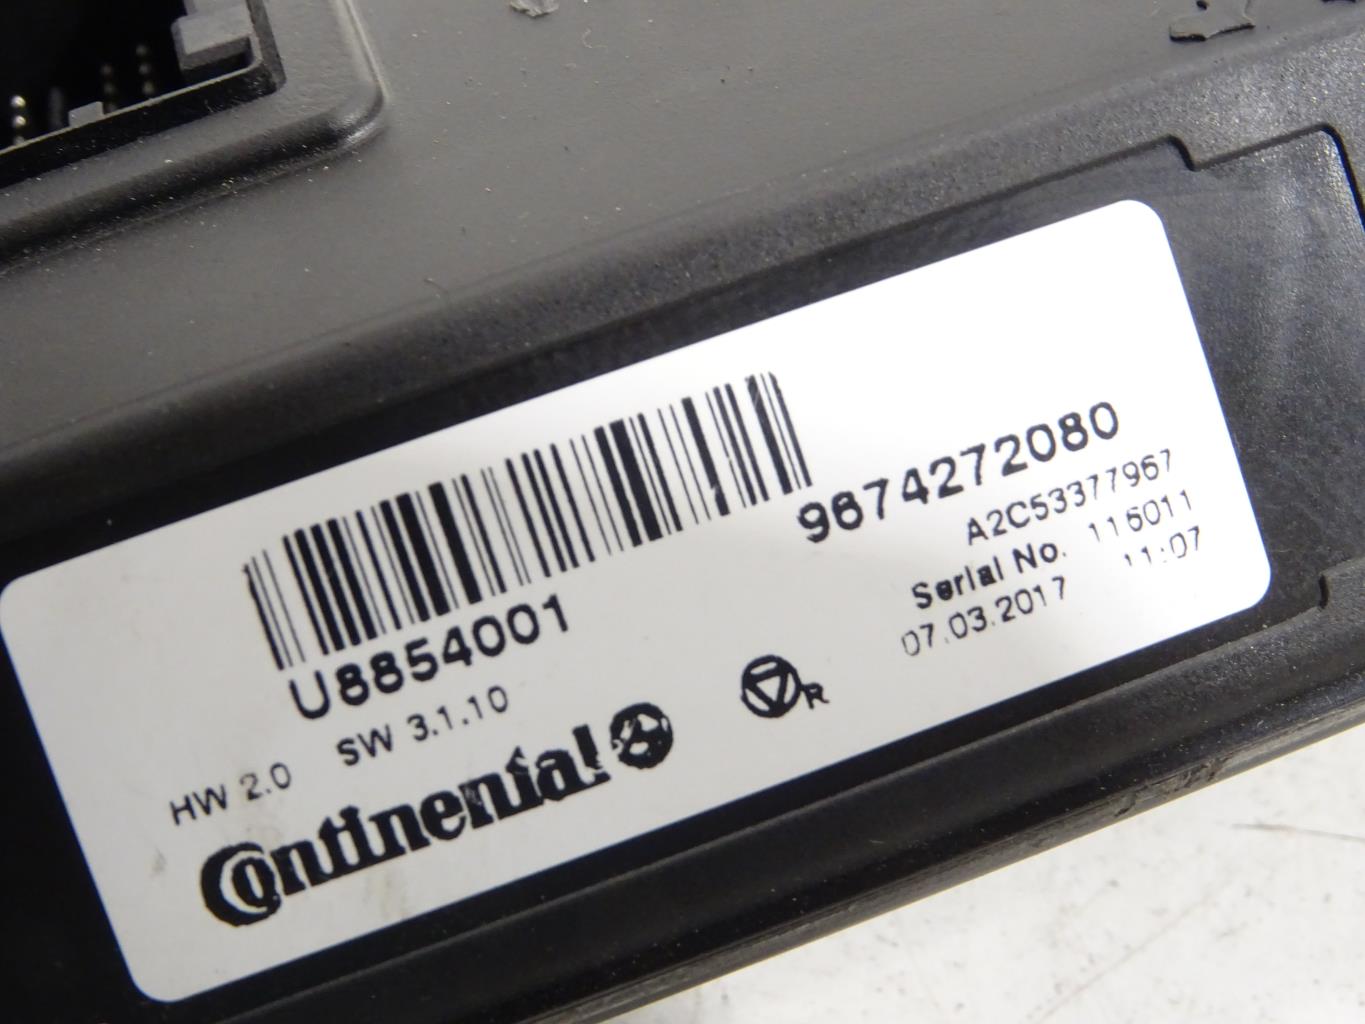 9674272080
A2C53377967
U8854001
Serial No. 116011
HW 2.0 SW 3.1.10
07.03.2017 11:07
Continental
R